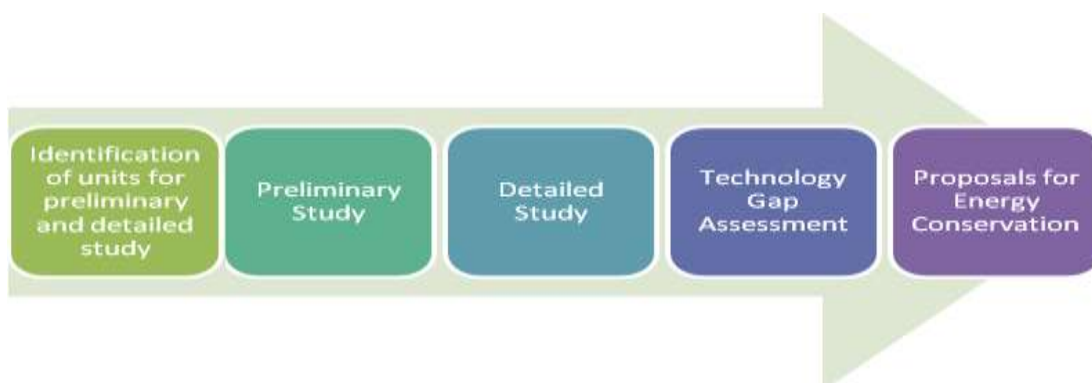 Identification
of units for
preliminary
and detailed
study
Preliminary
Study
Detailed
Study
Technology
Gap
Assessment
Proposals for
Energy
Conservation